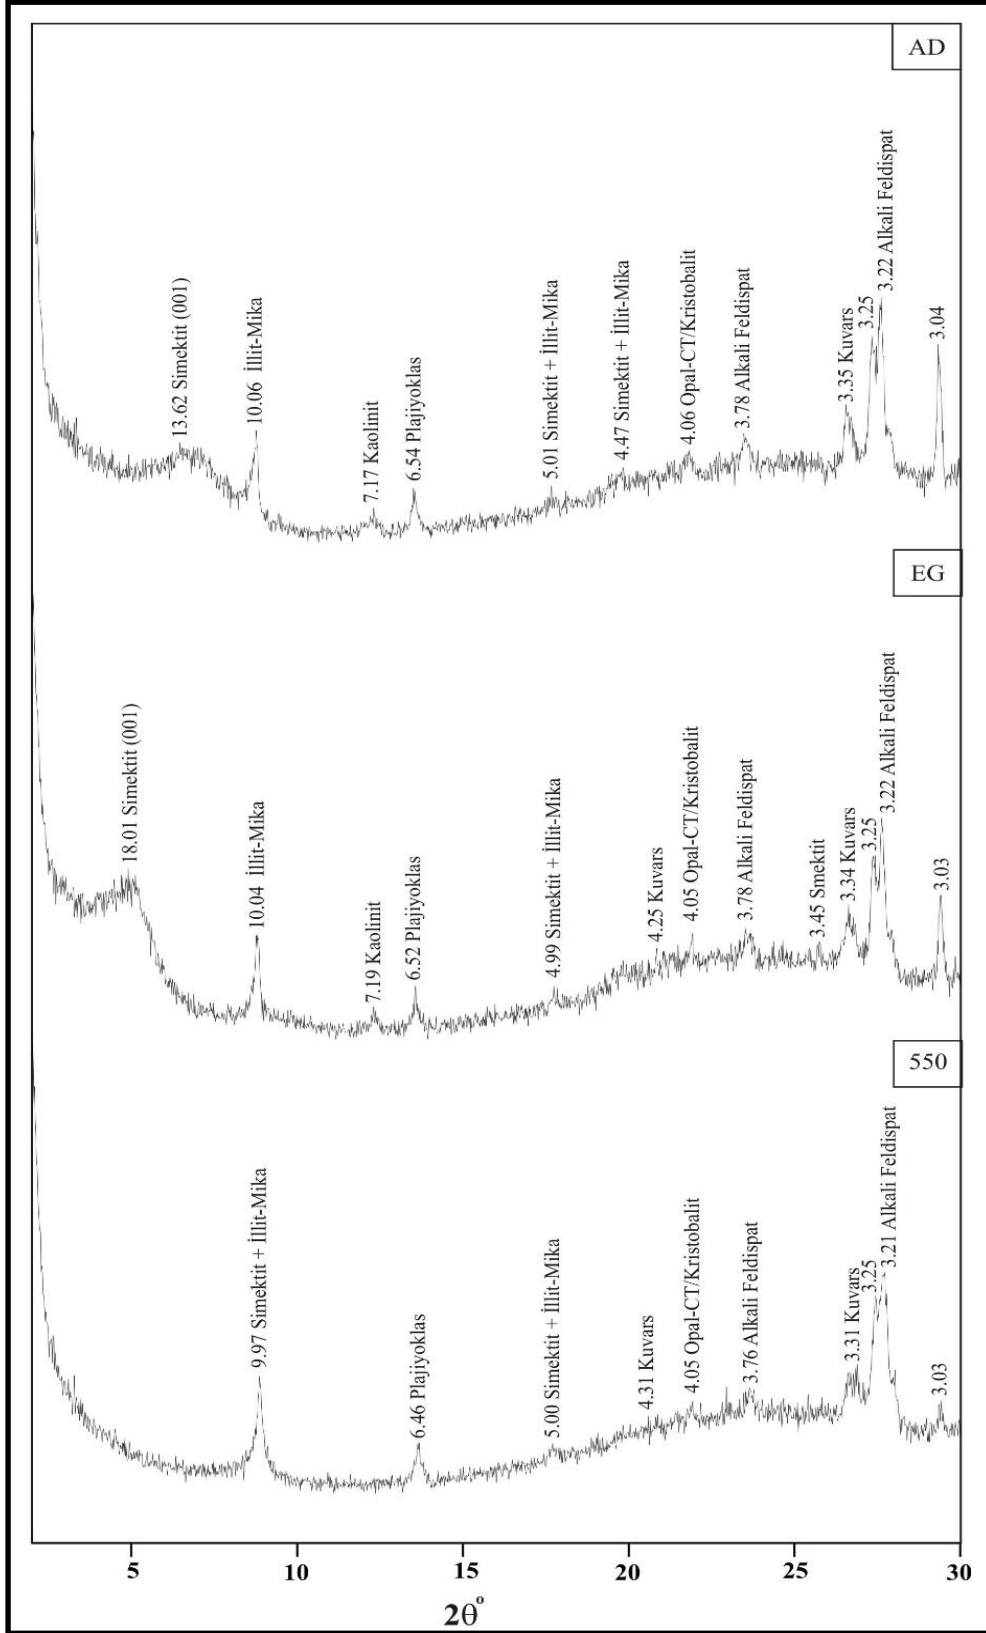 AD
13.62 Simektit (001)
10.06 İllit-Mika
7.17 Kaolinit
6.54 Plajiyoklas
5.01 Simektit + İllit-Mika
4.47 Simektit + İllit-Mika
4.06 Opal-CT/Kristobalit
3.78 Alkali Feldispat
3.35 Kuvars
3.25
3.22 Alkali Feldispat
3.04
EG
18.01 Simektit (001)
10.04 İllit-Mika
7.19 Kaolinit
6.52 Plajiyoklas
4.99 Simektit + İllit-Mika
4.25 Kuvars
4.05 Opal-CT/Kristobalit
3.78 Alkali Feldispat
3.45 Smektit
3.34 Kuvars
3.25
3.22 Alkali Feldispat
3.03
550
9.97 Simektit + İllit-Mika
6.46 Plajiyoklas
5.00 Simektit + İllit-Mika
4.31 Kuvars
4.05 Opal-CT/Kristobalit
3.76 Alkali Feldispat
3.31 Kuvars
3.25
3.21 Alkali Feldispat
3.03
5 10 15 20 25 30
2θ°